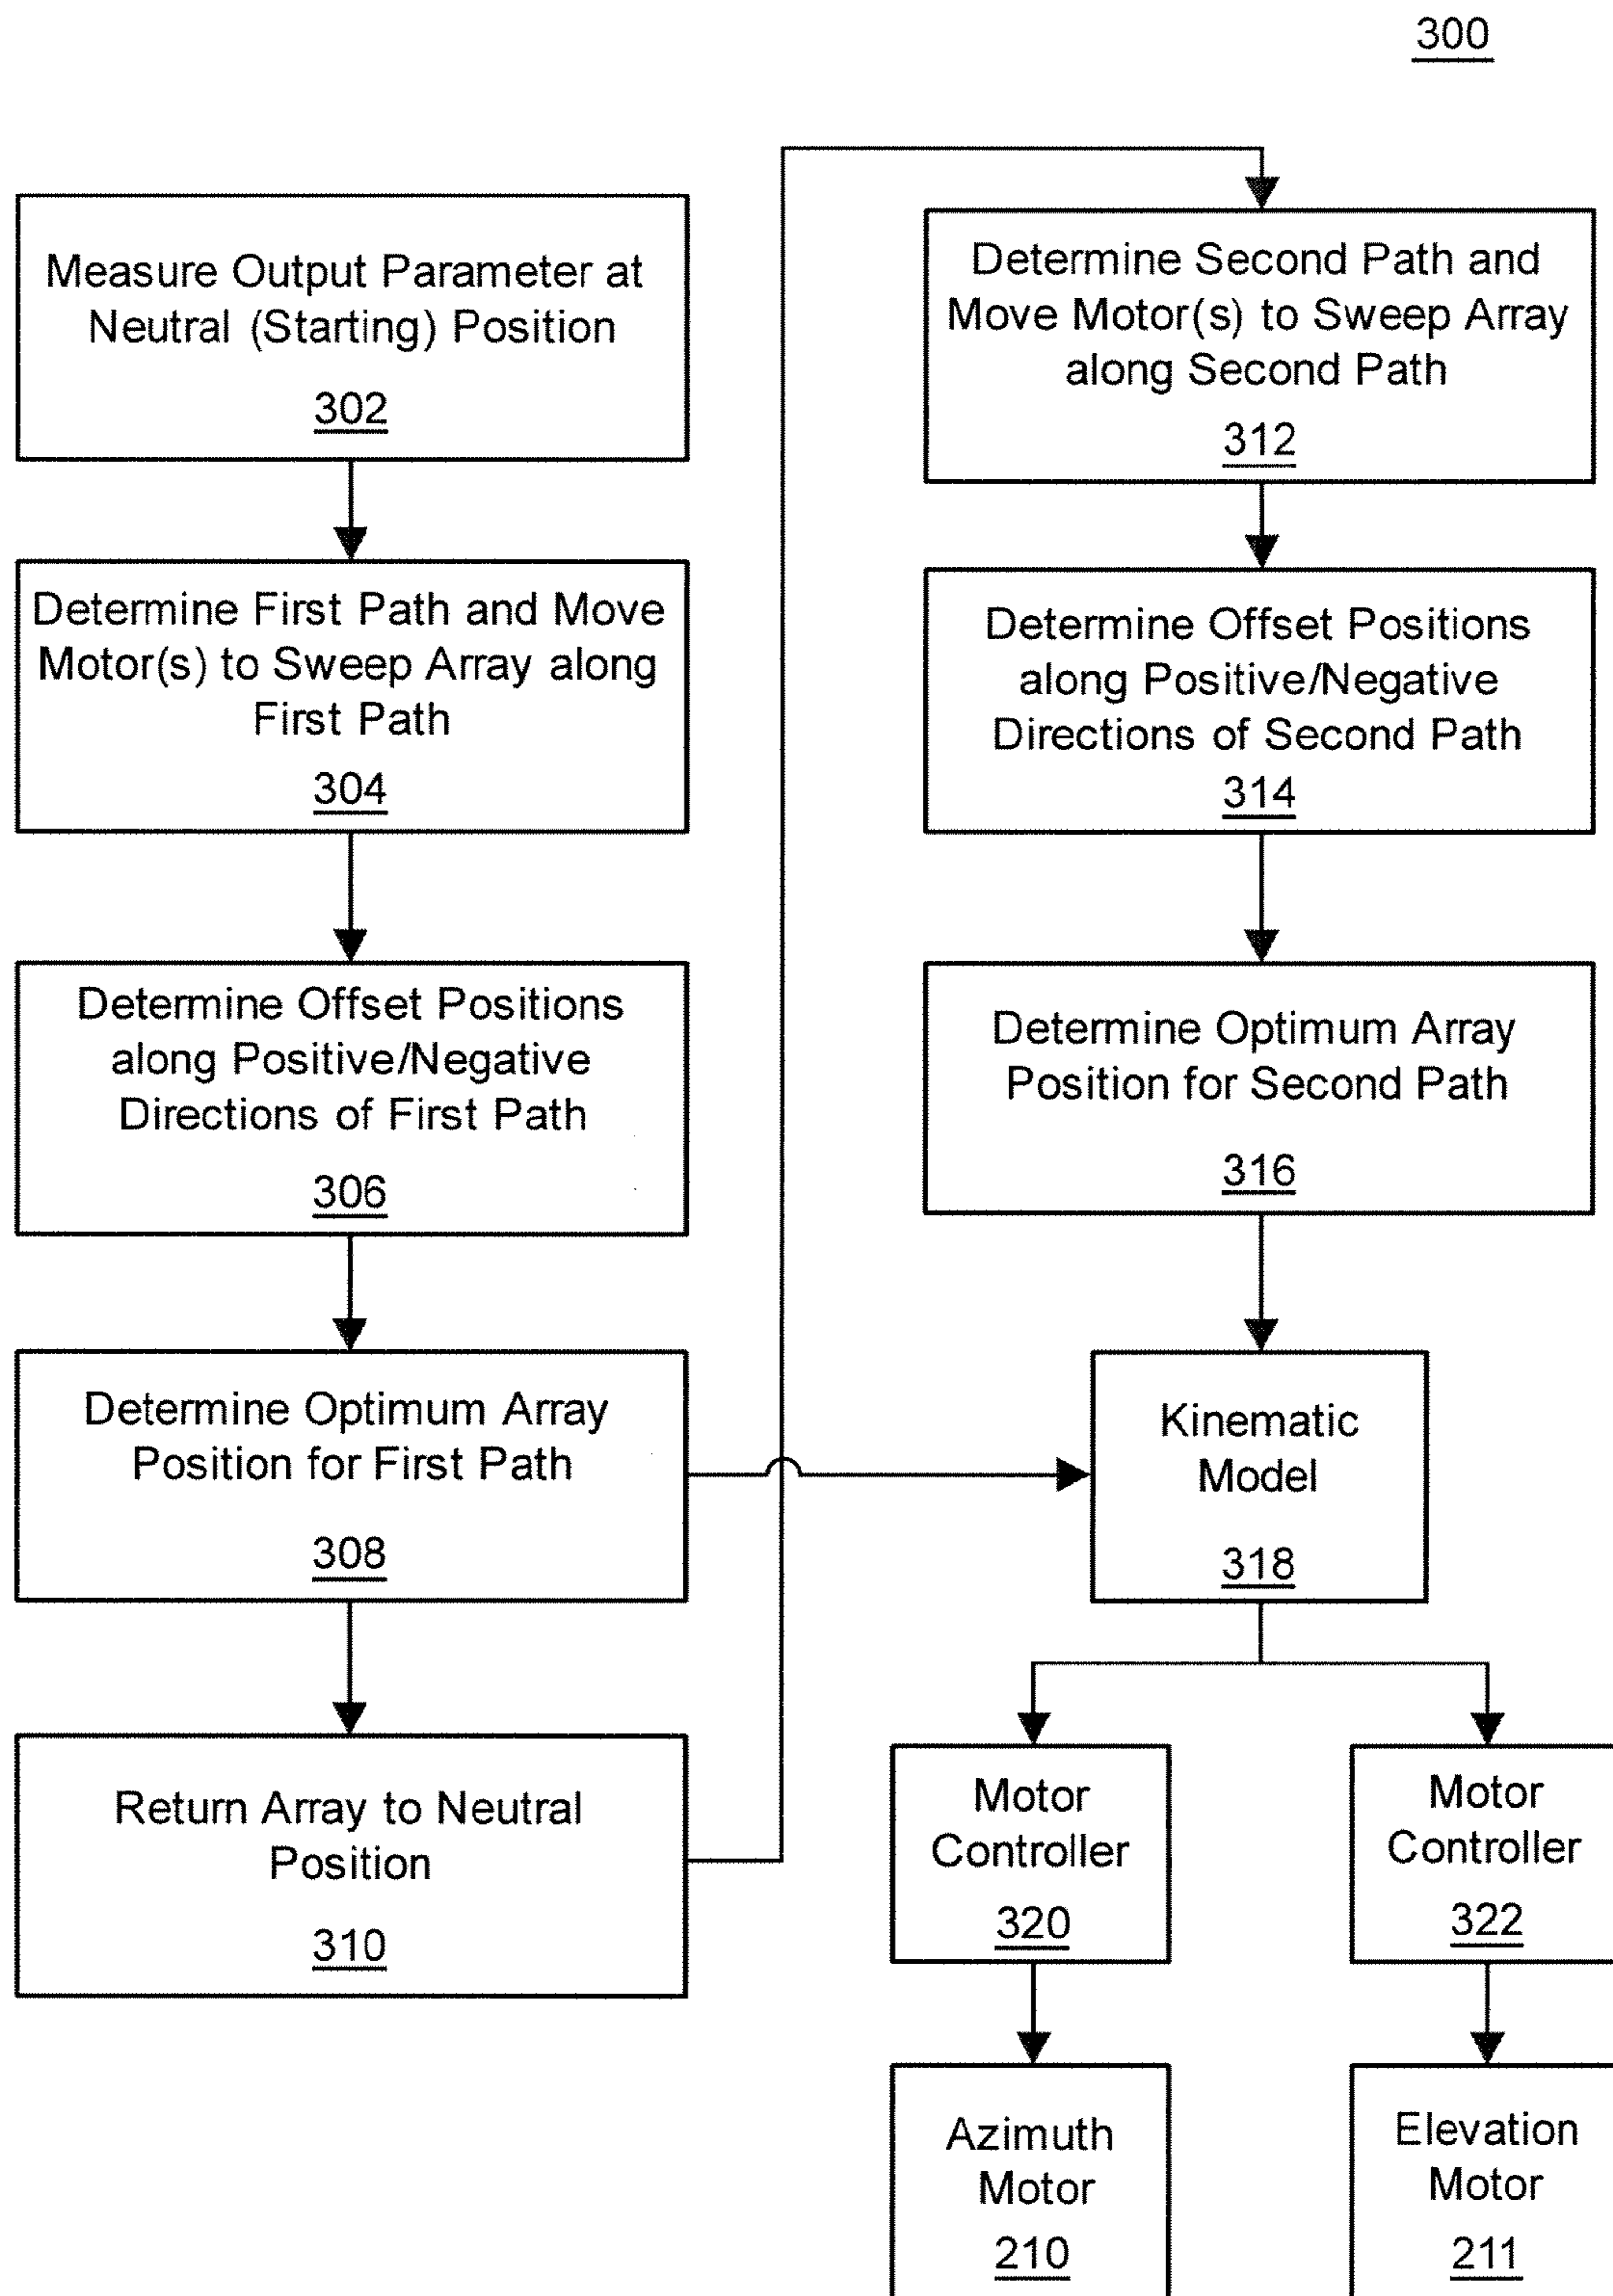 300
Measure Output Parameter at
Neutral (Starting) Position
302
Determine First Path and Move
Motor(s) to Sweep Array along
First Path
304
Determine Offset Positions
along Positive/Negative
Directions of First Path
306
Determine Optimum Array
Position for First Path
308
Return Array to Neutral
Position
310
Determine Second Path and
Move Motor(s) to Sweep Array
along Second Path
312
Determine Offset Positions
along Positive/Negative
Directions of Second Path
314
Determine Optimum Array
Position for Second Path
316
Kinematic
Model
318
Motor
Controller
320
Motor
Controller
322
Azimuth
Motor
210
Elevation
Motor
211